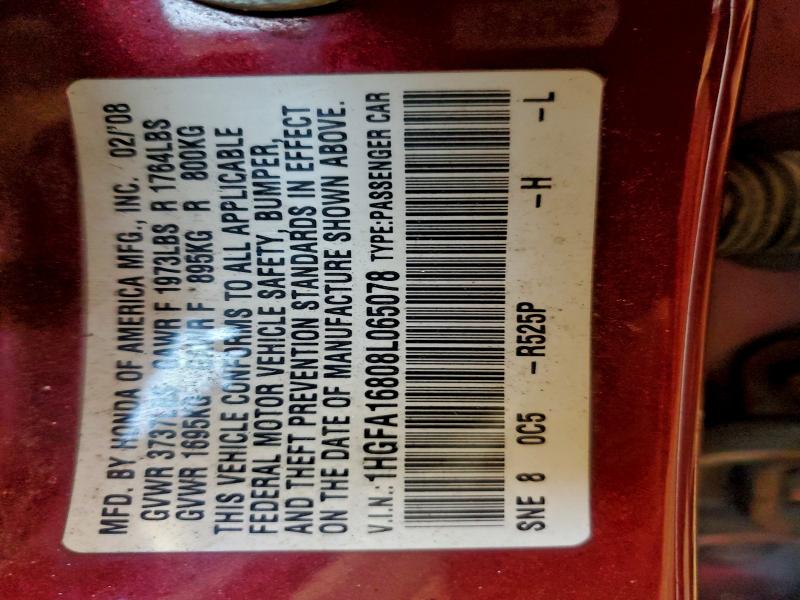 MFD. BY HONDA OF AMERICA MFG., INC. 02/'08
GVWR 3737LBS GAWR F 1973LBS R 1764LBS
GVWR 1695KG GAWR F 895KG R 800KG
THIS VEHICLE CONFORMS TO ALL APPLICABLE
FEDERAL MOTOR VEHICLE SAFETY, BUMPER,
AND THEFT PREVENTION STANDARDS IN EFFECT
ON THE DATE OF MANUFACTURE SHOWN ABOVE.
V.I.N.: 1HGFA16808L065078 TYPE:PASSENGER CAR
SNE 8 0C5 -R525P -H -L